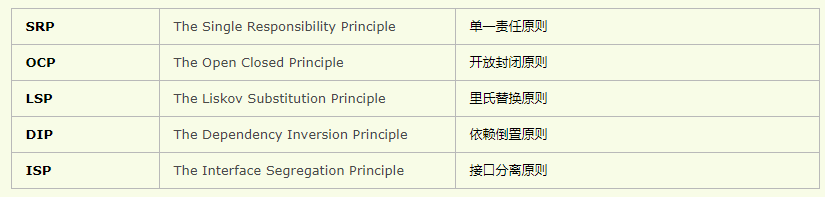 SRP The Single Responsibility Principle 单一责任原则
OCP The Open Closed Principle 开放封闭原则
LSP The Liskov Substitution Principle 里氏替换原则
DIP The Dependency Inversion Principle 依赖倒置原则
ISP The Interface Segregation Principle 接口分离原则